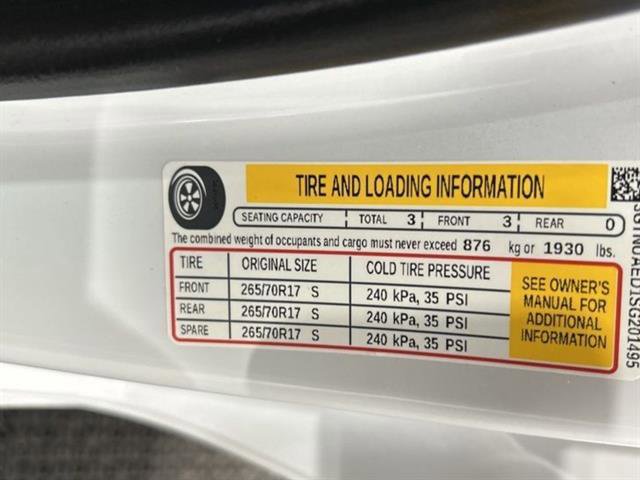 TIRE AND LOADING INFORMATION
SEATING CAPACITY TOTAL 3 FRONT 3 REAR 0
The combined weight of occupants and cargo must never exceed 876 kg or 1930 lbs.
TIRE ORIGINAL SIZE COLD TIRE PRESSURE
FRONT 265/70R17 S 240 kPa, 35 PSI
REAR 265/70R17 S 240 kPa, 35 PSI
SPARE 265/70R17 S 240 kPa, 35 PSI
SEE OWNER'S
MANUAL FOR
ADDITIONAL
INFORMATION